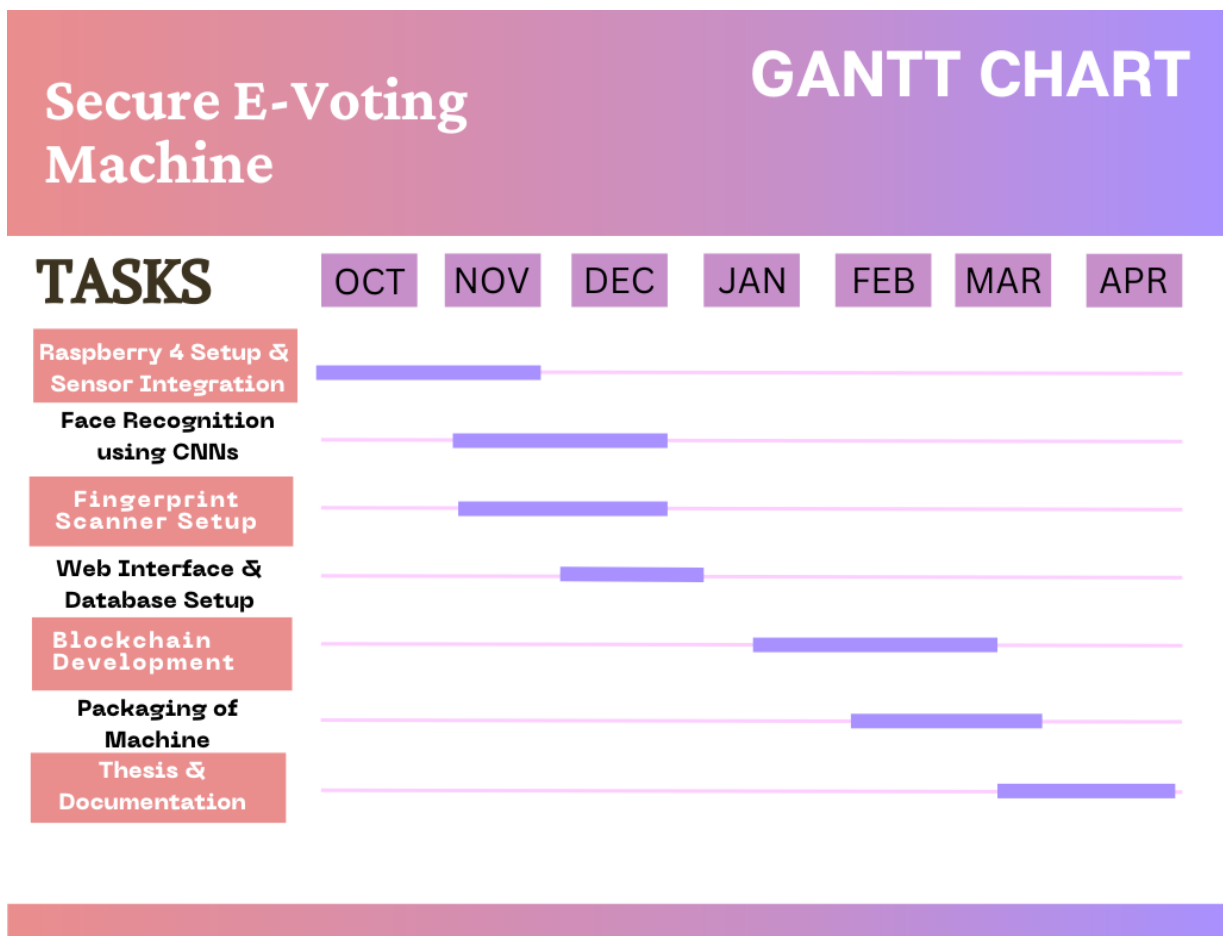 Secure E-Voting
Machine
GANTT CHART
TASKS
OCT NOV DEC JAN FEB MAR APR
Raspberry 4 Setup &
Sensor Integration
Face Recognition
using CNNs
Fingerprint
Scanner Setup
Web Interface &
Database Setup
Blockchain
Development
Packaging of
Machine
Thesis &
Documentation